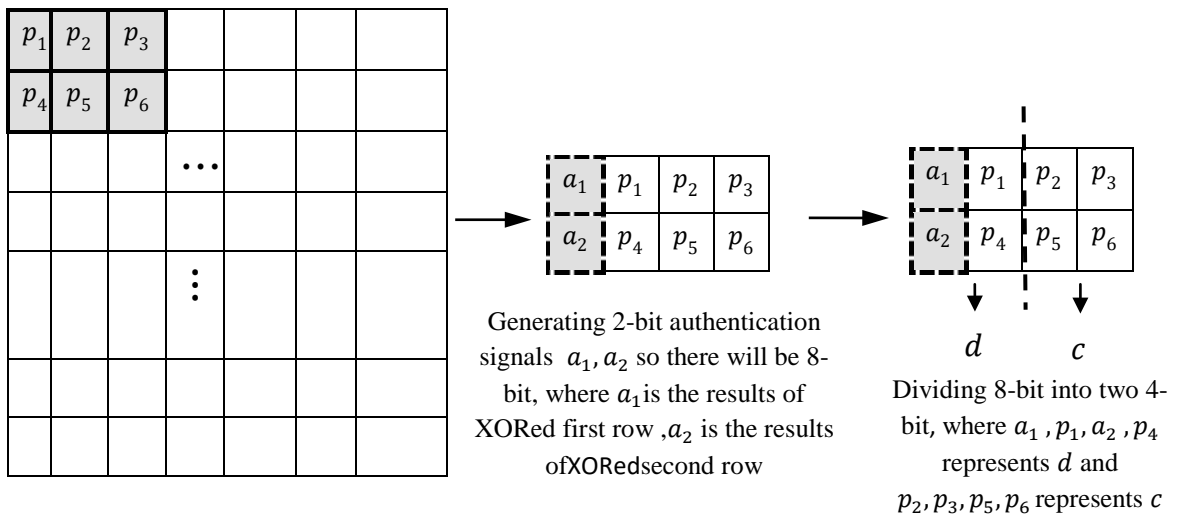 p₁ p₂ p₃
p₄ p₅ p₆
…
⋮
a₁ p₁ p₂ p₃
a₂ p₄ p₅ p₆
Generating 2-bit authentication
signals a₁, a₂ so there will be 8-
bit, where a₁is the results of
XORed first row ,a₂ is the results
ofXORedsecond row
a₁ p₁ p₂ p₃
a₂ p₄ p₅ p₆
d c
Dividing 8-bit into two 4-
bit, where a₁ , p₁, a₂ , p₄
represents d and
p₂, p₃, p₅, p₆ represents c